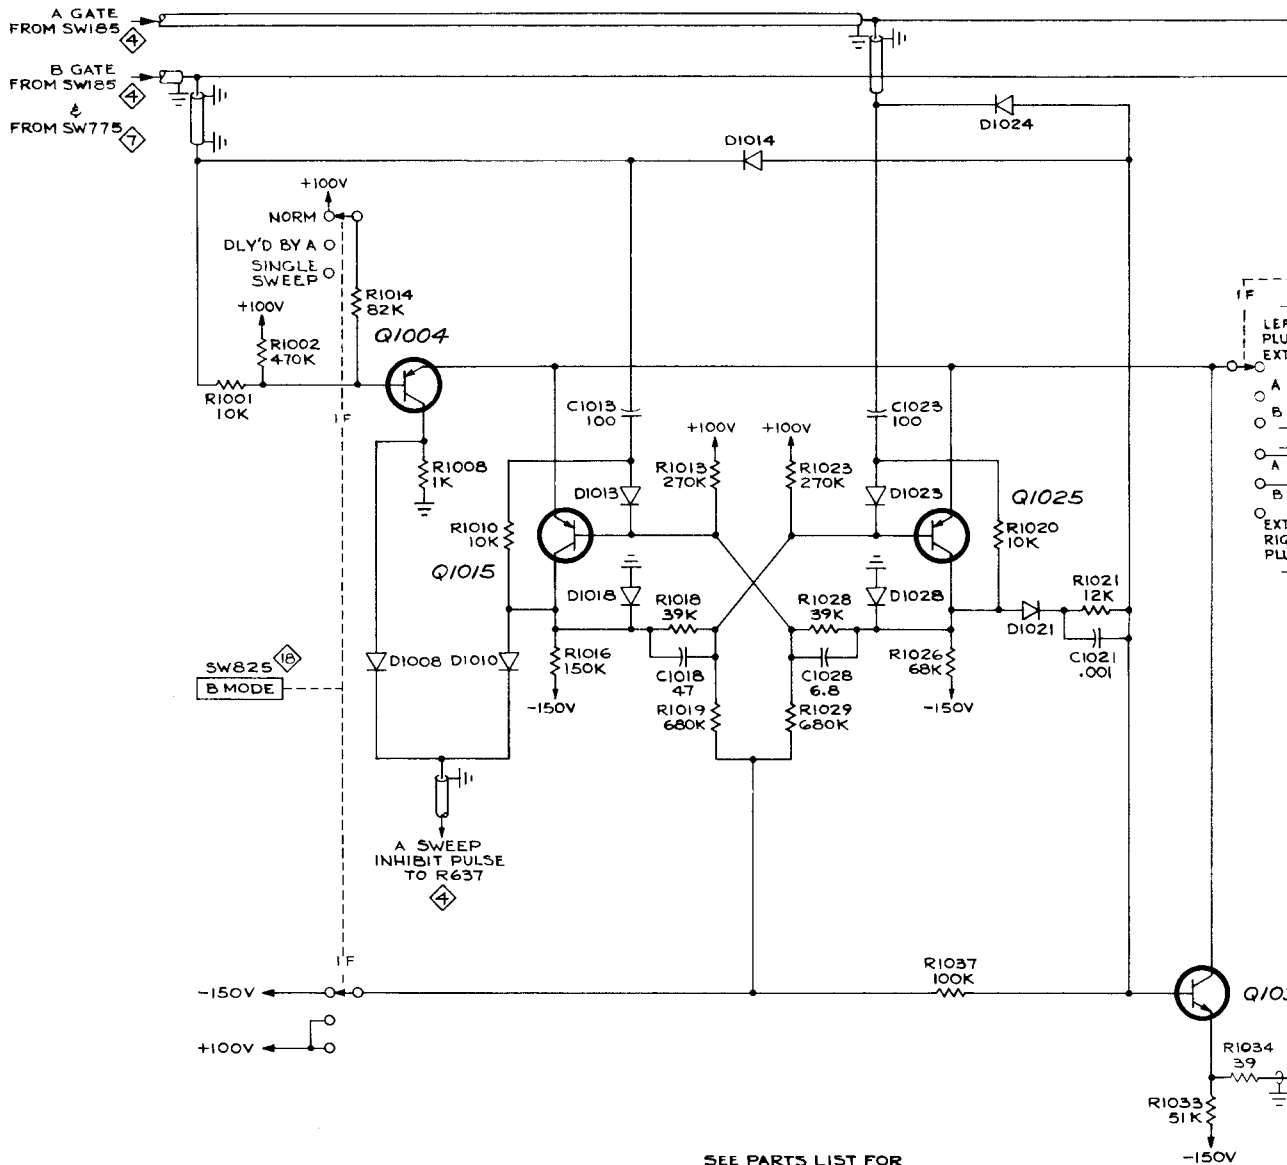 A GATE
FROM SW185
4
B GATE
FROM SW185
4
&
FROM SW775
7
D1024
D1014
+100V
NORM
DLY'D BY A
SINGLE
SWEEP
R1014
82K
+100V
R1002
470K
Q1004
R1001
10K
1F
1F
LEF
PLU
EXT
A
B
A
B
EXT
RIG
PLU
C1013
100
C1023
100
+100V
+100V
R1008
1K
R1013
270K
R1023
270K
D1013
D1023
Q1025
R1010
10K
R1020
10K
Q1015
D1018
R1018
39K
R1028
39K
D1028
R1021
12K
D1021
C1021
.001
SW825
18
B MODE
D1008
D1010
R1016
150K
C1018
47
C1028
6.8
R1026
68K
-150V
R1019
680K
R1029
680K
-150V
A SWEEP
INHIBIT PULSE
TO R637
4
1F
R1037
100K
-150V
+100V
Q103
R1034
39
R1033
51K
-150V
SEE PARTS LIST FOR